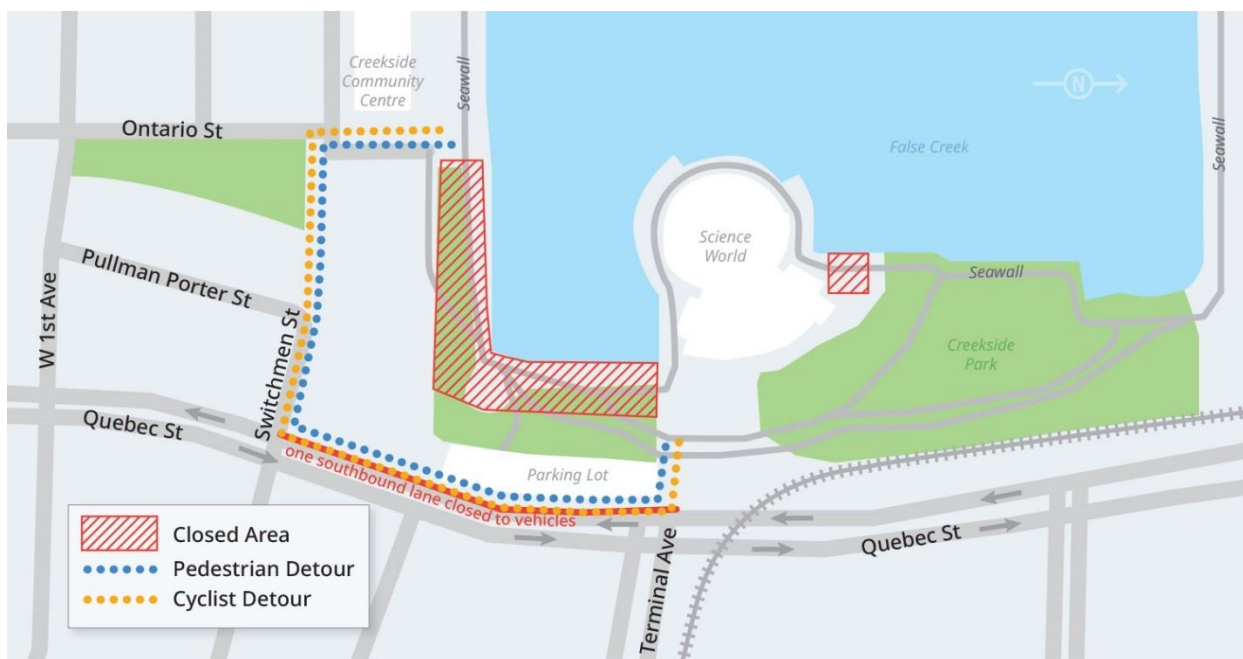 Creekside
Community
Centre
Seawall
N
Seawall
Ontario St
False Creek
Science
World
Pullman Porter St
Seawall
W 1st Ave
Switchmen St
Creekside
Park
Quebec St
one southbound lane closed to vehicles
Parking Lot
Quebec St
Terminal Ave
Closed Area
Pedestrian Detour
Cyclist Detour